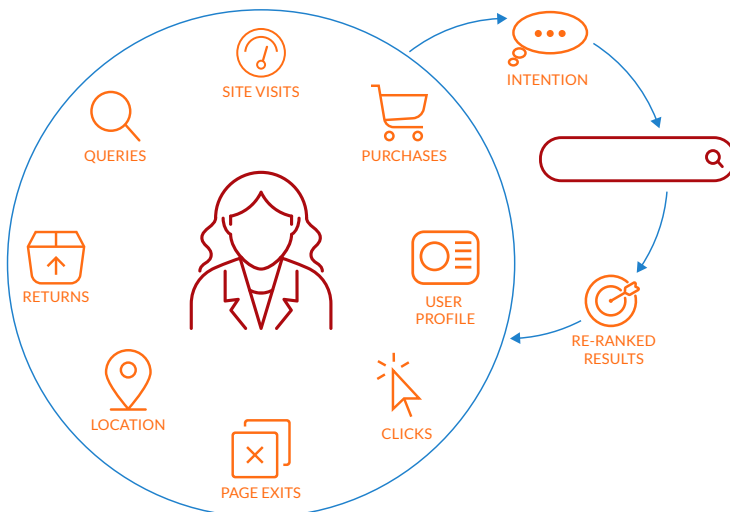 SITE VISITS
INTENTION
QUERIES
PURCHASES
RETURNS
USER
PROFILE
RE-RANKED
RESULTS
LOCATION
CLICKS
PAGE EXITS